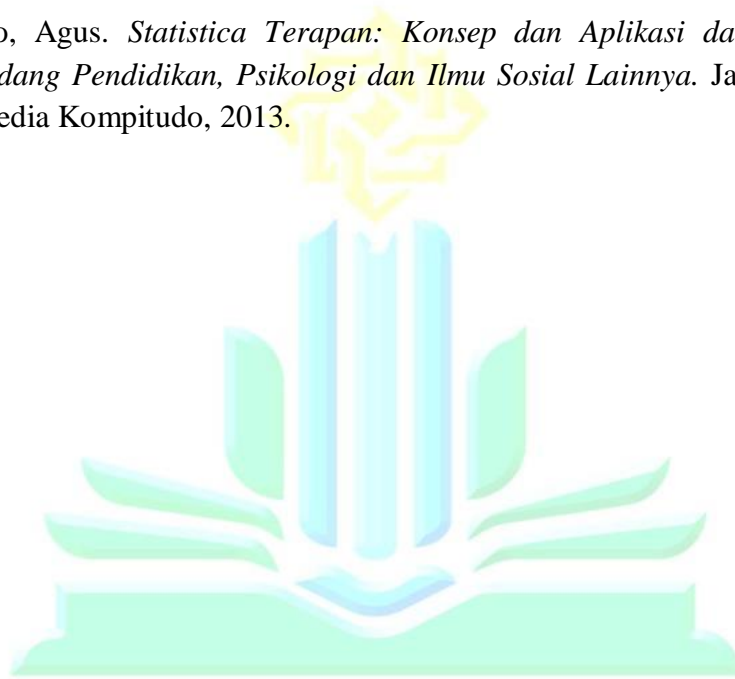 o, Agus. Statistica Terapan: Konsep dan Aplikasi da
dang Pendidikan, Psikologi dan Ilmu Sosial Lainnya. Ja
edia Kompitudo, 2013.